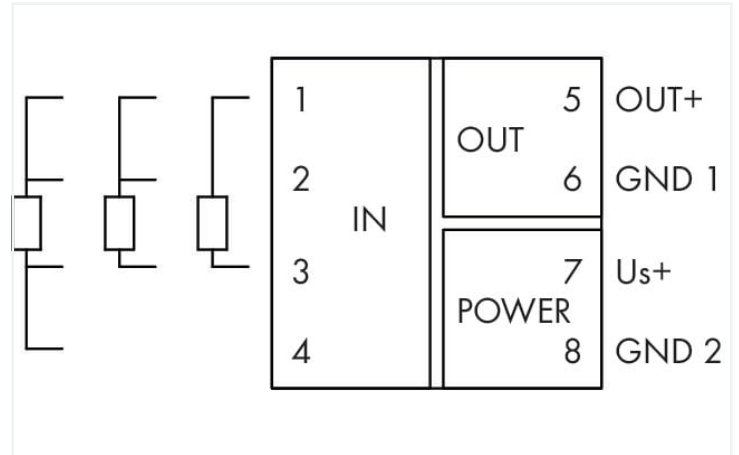 1 5 OUT+
OUT
2 6 GND 1
IN
3 7 Us+
POWER
4 8 GND 2